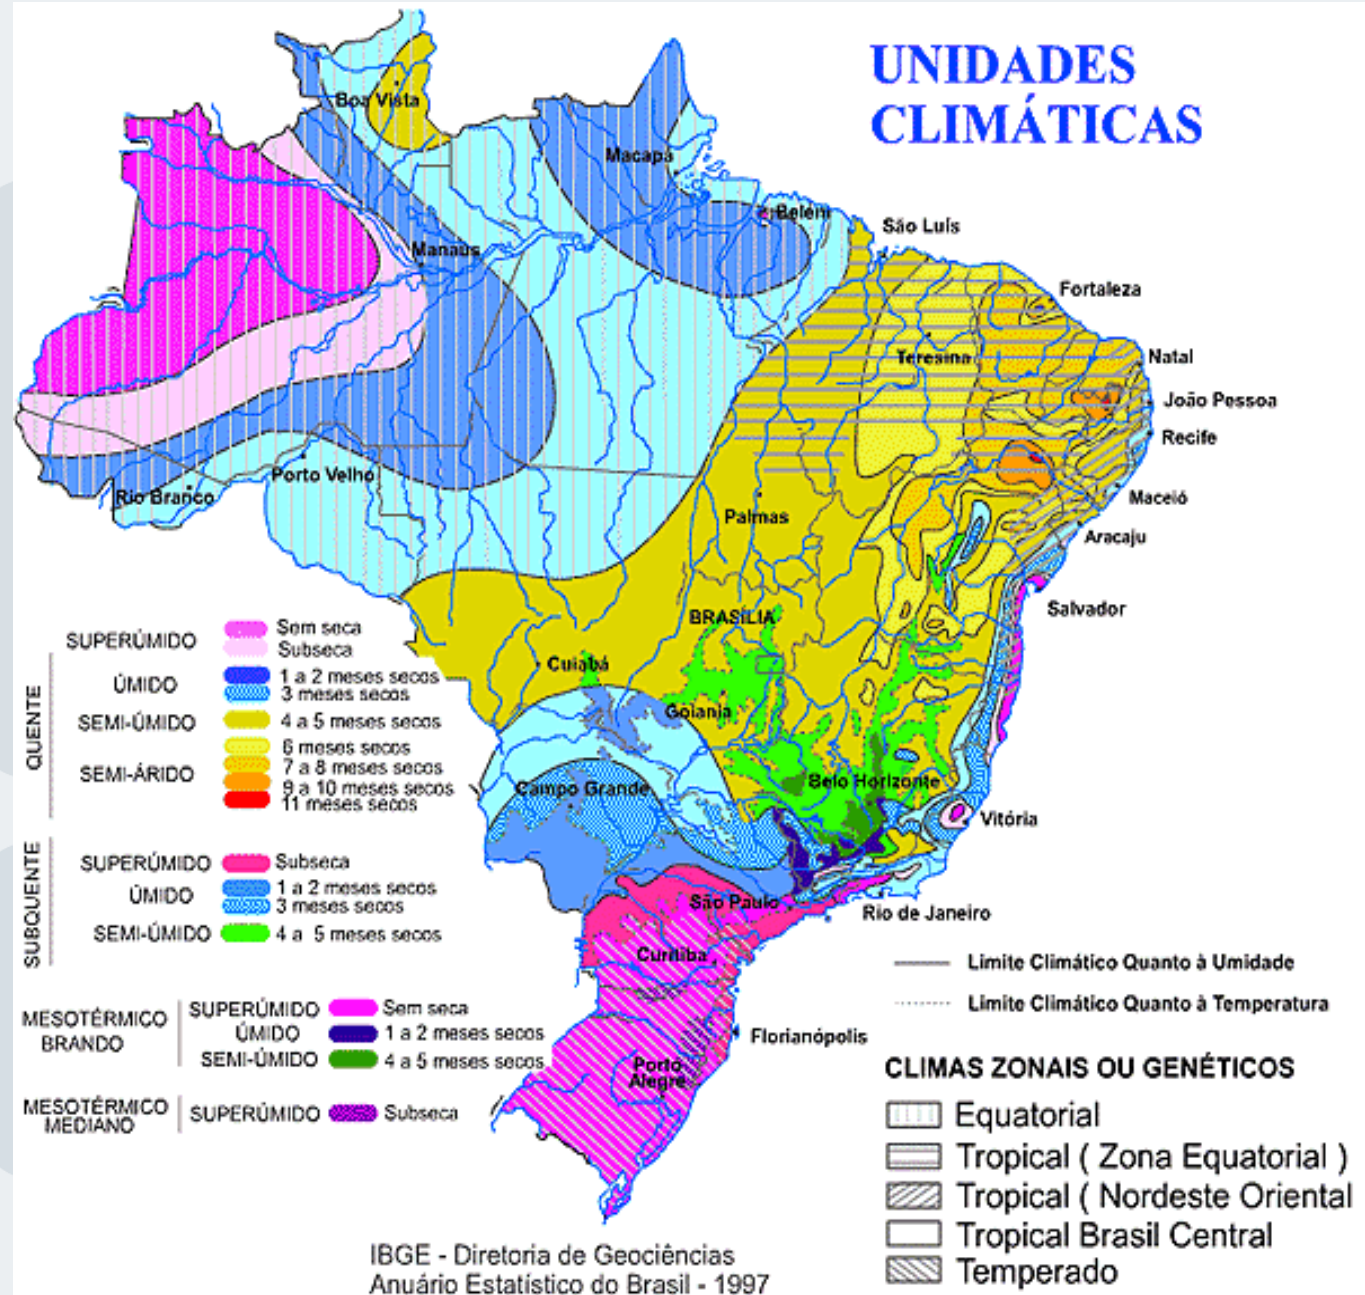 UNIDADES
CLIMÁTICAS
Boa Vista
Macapá
Belém
São Luís
Manaus
Fortaleza
Teresina
Natal
João Pessoa
Recife
Porto Velho
Rio Branco
Maceió
Palmas
Aracaju
Salvador
BRASÍLIA
Cuiabá
Goiania
Campo Grande
Belo Horizonte
Vitória
São Paulo
Rio de Janeiro
Curitiba
Florianópolis
Porto
Alegre
QUENTE
SUPERÚMIDO
Sem seca
Subseca
ÚMIDO
1 a 2 meses secos
3 meses secos
SEMI-ÚMIDO
4 a 5 meses secos
SEMI-ÁRIDO
6 meses secos
7 a 8 meses secos
9 a 10 meses secos
11 meses secos
SUBQUENTE
SUPERÚMIDO
Subseca
ÚMIDO
1 a 2 meses secos
3 meses secos
SEMI-ÚMIDO
4 a 5 meses secos
MESOTÉRMICO
BRANDO
SUPERÚMIDO
Sem seca
ÚMIDO
1 a 2 meses secos
SEMI-ÚMIDO
4 a 5 meses secos
MESOTÉRMICO
MEDIANO
SUPERÚMIDO
Subseca
Limite Climático Quanto à Umidade
Limite Climático Quanto à Temperatura
CLIMAS ZONAIS OU GENÉTICOS
Equatorial
Tropical ( Zona Equatorial )
Tropical ( Nordeste Oriental
Tropical Brasil Central
Temperado
IBGE - Diretoria de Geociências
Anuário Estatístico do Brasil - 1997